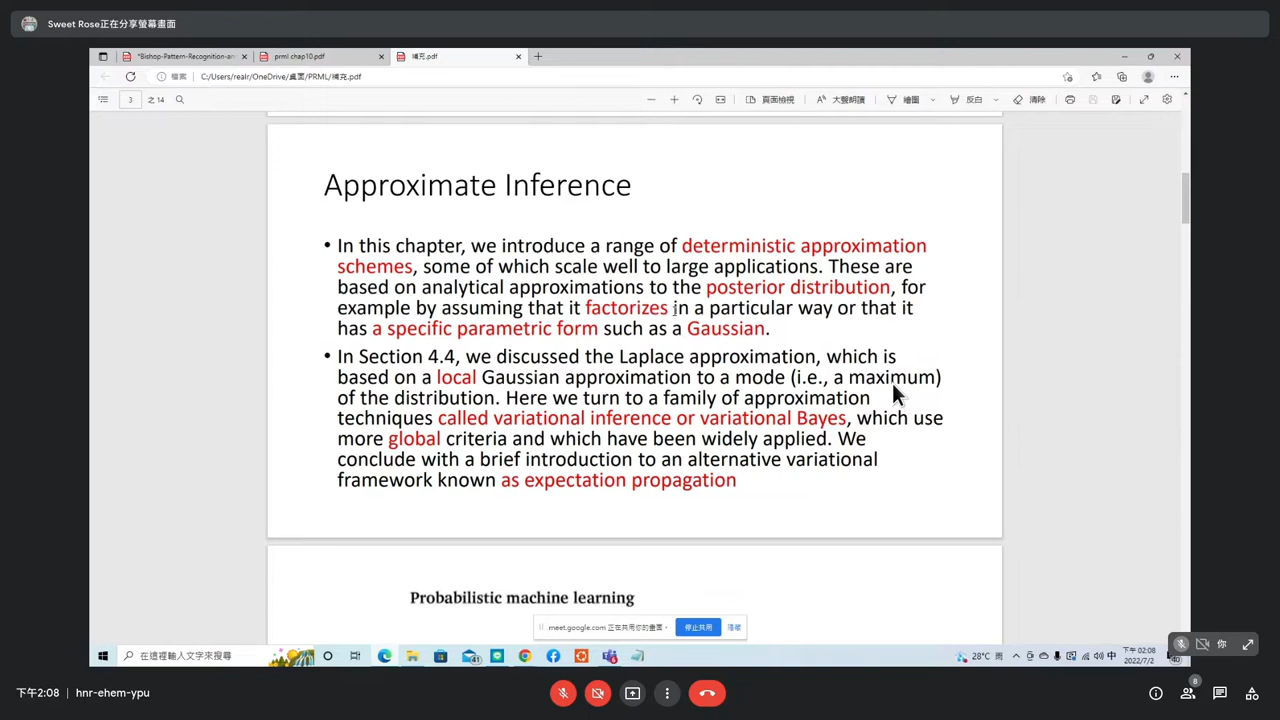 Sweet Rose正在分享螢幕畫面
*Bishop-Pattern-Recognition-an
prml chap10.pdf
補充.pdf
檔案
C:/Users/realr/OneDrive/桌面/PRML/補充.pdf
3 之 14
頁面檢視
大聲朗讀
繪圖
反白
清除
Approximate Inference
• In this chapter, we introduce a range of deterministic approximation
schemes, some of which scale well to large applications. These are
based on analytical approximations to the posterior distribution, for
example by assuming that it factorizes in a particular way or that it
has a specific parametric form such as a Gaussian.
• In Section 4.4, we discussed the Laplace approximation, which is
based on a local Gaussian approximation to a mode (i.e., a maximum)
of the distribution. Here we turn to a family of approximation
techniques called variational inference or variational Bayes, which use
more global criteria and which have been widely applied. We
conclude with a brief introduction to an alternative variational
framework known as expectation propagation
Probabilistic machine learning
meet.google.com 正在共用你的畫面。
停止共用
隱藏
你
在這裡輸入文字來搜尋
41
28°C 雨
中
下午 02:08
2022/7/2
40
下午2:08
hnr-ehem-ypu
8